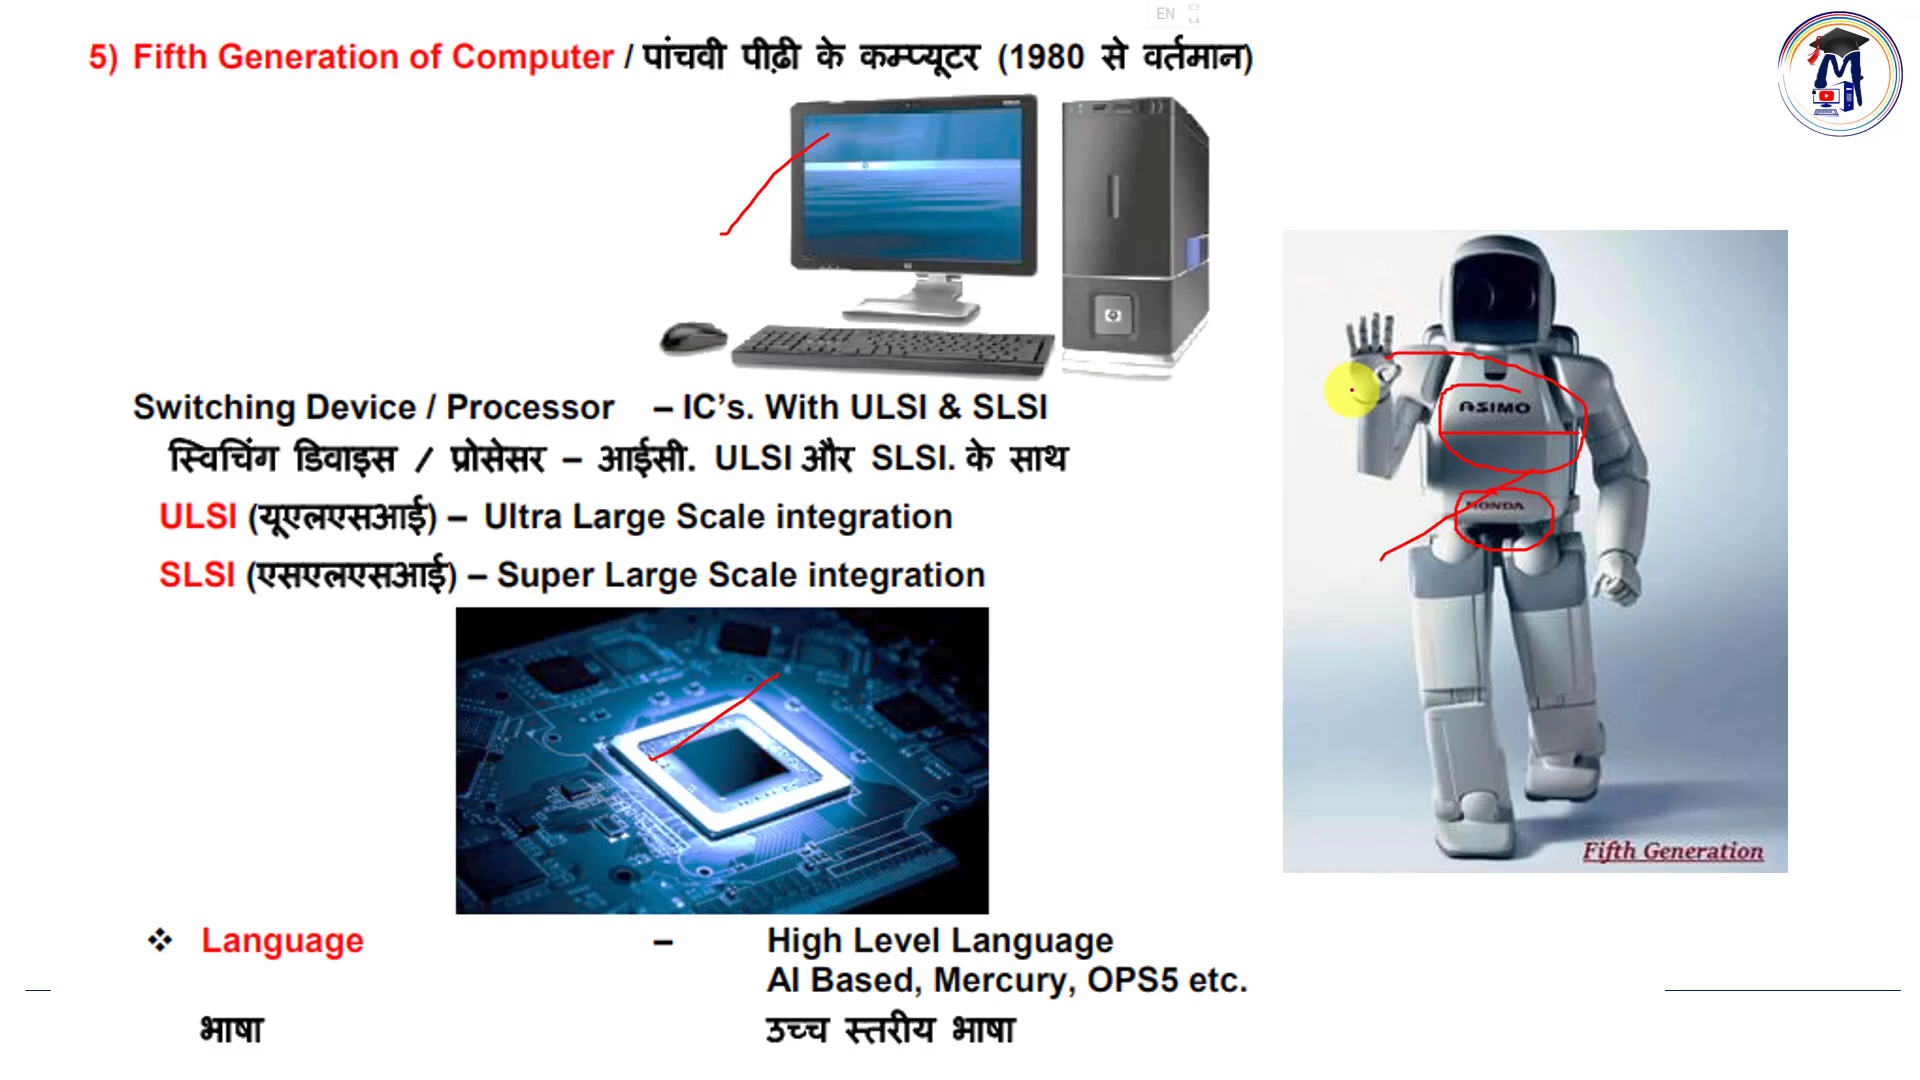 EN
5) Fifth Generation of Computer / पांचवी पीढ़ी के कम्प्यूटर (1980 से वर्तमान)
Switching Device / Processor – IC's. With ULSI & SLSI
स्विचिंग डिवाइस / प्रोसेसर – आईसी. ULSI और SLSI. के साथ
ULSI (यूएलएसआई) – Ultra Large Scale integration
SLSI (एसएलएसआई) – Super Large Scale integration
ASIMO
HONDA
Fifth Generation
❖ Language – High Level Language
AI Based, Mercury, OPS5 etc.
भाषा उच्च स्तरीय भाषा